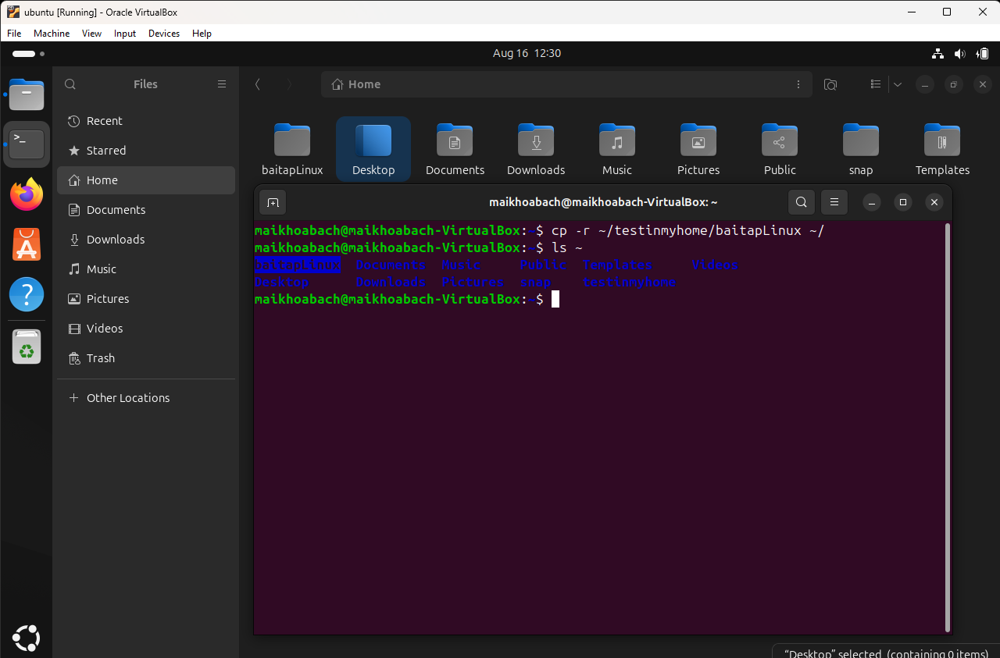 ubuntu [Running] - Oracle VirtualBox
File Machine View Input Devices Help
Aug 16 12:30
Files
Home
Recent
Starred
Home
Documents
Downloads
Music
Pictures
Videos
Trash
Other Locations
baitapLinux Desktop Documents Downloads Music Pictures Public snap Templates
maikhoabach@maikhoabach-VirtualBox: ~
maikhoabach@maikhoabach-VirtualBox:~$ cp -r ~/testinmyhome/baitapLinux ~/
maikhoabach@maikhoabach-VirtualBox:~$ ls ~
baitapLinux Documents Music Public Templates Videos
Desktop Downloads Pictures snap testinmyhome
maikhoabach@maikhoabach-VirtualBox:~$
"Desktop" selected (containing 0 items)